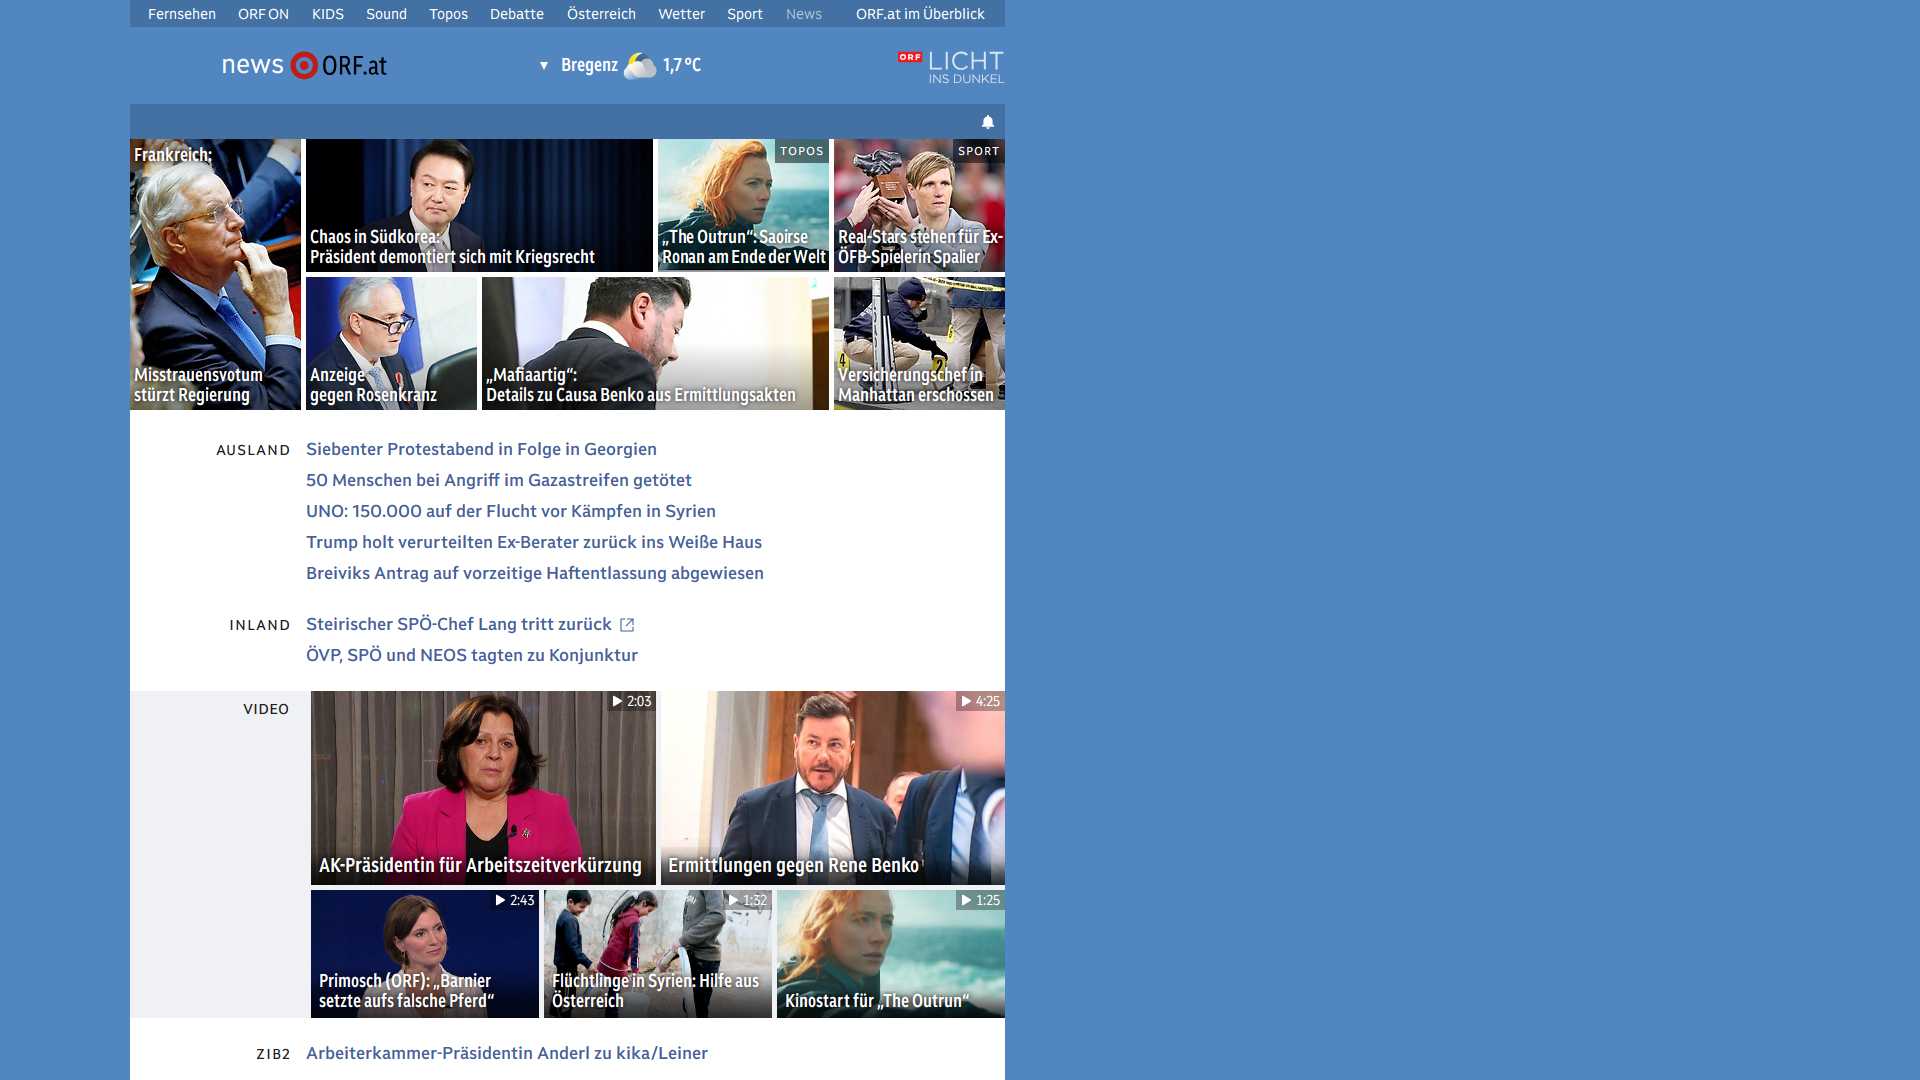 Fernsehen ORF ON KIDS Sound Topos Debatte Österreich Wetter Sport News ORF.at im Überblick
news ORF.at
▼ Bregenz 1,7 °C
ORF LICHT
INS DUNKEL
Frankreich:
Misstrauensvotum
stürzt Regierung
Chaos in Südkorea:
Präsident demontiert sich mit Kriegsrecht
TOPOS
„The Outrun“: Saoirse
Ronan am Ende der Welt
SPORT
Real-Stars stehen für Ex-
ÖFB-Spielerin Spalier
Anzeige
gegen Rosenkranz
„Mafiaartig“:
Details zu Causa Benko aus Ermittlungsakten
Versicherungschef in
Manhattan erschossen
AUSLAND
Siebenter Protestabend in Folge in Georgien
50 Menschen bei Angriff im Gazastreifen getötet
UNO: 150.000 auf der Flucht vor Kämpfen in Syrien
Trump holt verurteilten Ex-Berater zurück ins Weiße Haus
Breiviks Antrag auf vorzeitige Haftentlassung abgewiesen
INLAND
Steirischer SPÖ-Chef Lang tritt zurück
ÖVP, SPÖ und NEOS tagten zu Konjunktur
VIDEO
2:03
AK-Präsidentin für Arbeitszeitverkürzung
4:25
Ermittlungen gegen Rene Benko
2:43
Primosch (ORF): „Barnier
setzte aufs falsche Pferd“
1:32
Flüchtlinge in Syrien: Hilfe aus
Österreich
1:25
Kinostart für „The Outrun“
ZIB2
Arbeiterkammer-Präsidentin Anderl zu kika/Leiner